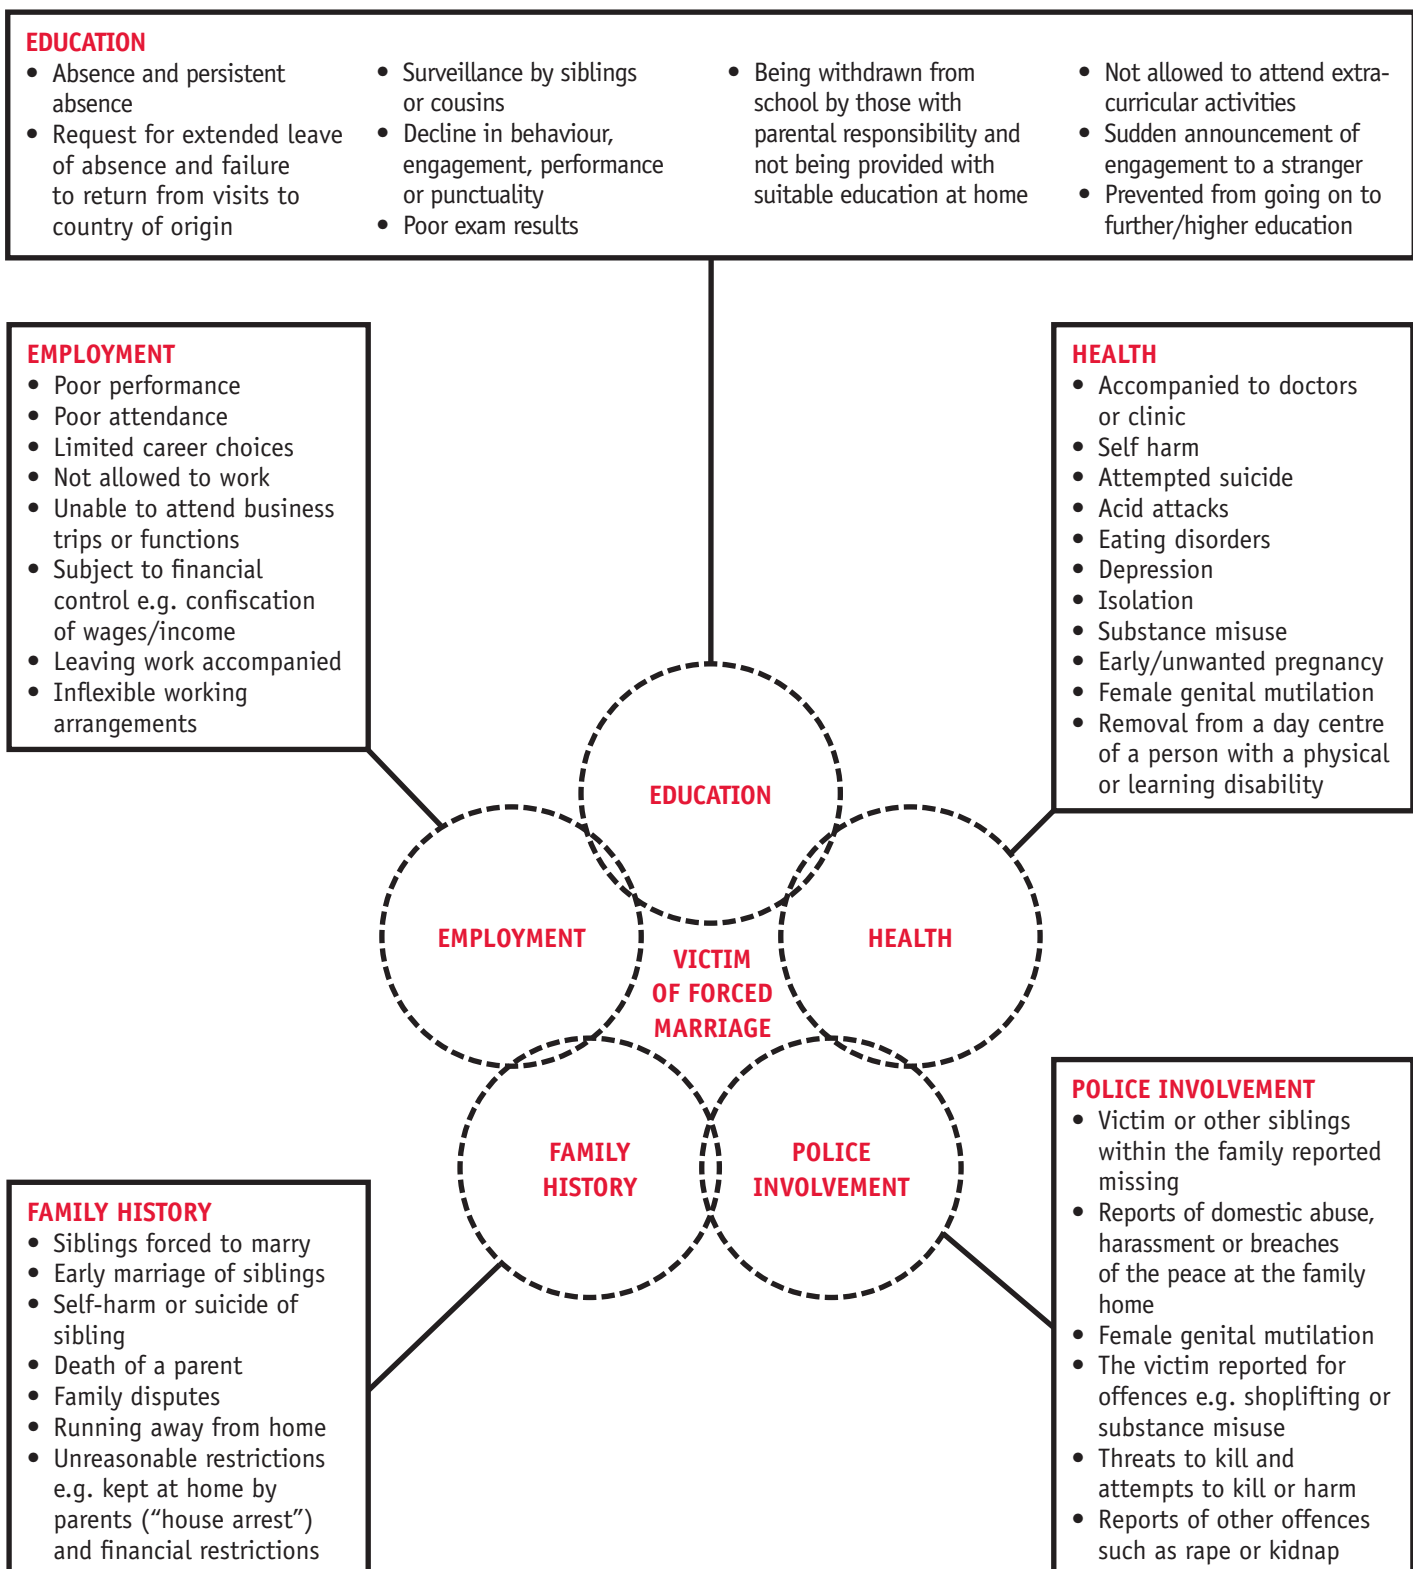 EDUCATION
• Absence and persistent
absence
• Request for extended leave
of absence and failure
to return from visits to
country of origin
• Surveillance by siblings
or cousins
• Decline in behaviour,
engagement, performance
or punctuality
• Poor exam results
• Being withdrawn from
school by those with
parental responsibility and
not being provided with
suitable education at home
• Not allowed to attend extra-
curricular activities
• Sudden announcement of
engagement to a stranger
• Prevented from going on to
further/higher education
EMPLOYMENT
• Poor performance
• Poor attendance
• Limited career choices
• Not allowed to work
• Unable to attend business
trips or functions
• Subject to financial
control e.g. confiscation
of wages/income
• Leaving work accompanied
• Inflexible working
arrangements
HEALTH
• Accompanied to doctors
or clinic
• Self harm
• Attempted suicide
• Acid attacks
• Eating disorders
• Depression
• Isolation
• Substance misuse
• Early/unwanted pregnancy
• Female genital mutilation
• Removal from a day centre
of a person with a physical
or learning disability
EDUCATION
EMPLOYMENT
HEALTH
VICTIM
OF FORCED
MARRIAGE
FAMILY
HISTORY
POLICE
INVOLVEMENT
FAMILY HISTORY
• Siblings forced to marry
• Early marriage of siblings
• Self-harm or suicide of
sibling
• Death of a parent
• Family disputes
• Running away from home
• Unreasonable restrictions
e.g. kept at home by
parents (“house arrest”)
and financial restrictions
POLICE INVOLVEMENT
• Victim or other siblings
within the family reported
missing
• Reports of domestic abuse,
harassment or breaches
of the peace at the family
home
• Female genital mutilation
• The victim reported for
offences e.g. shoplifting or
substance misuse
• Threats to kill and
attempts to kill or harm
• Reports of other offences
such as rape or kidnap